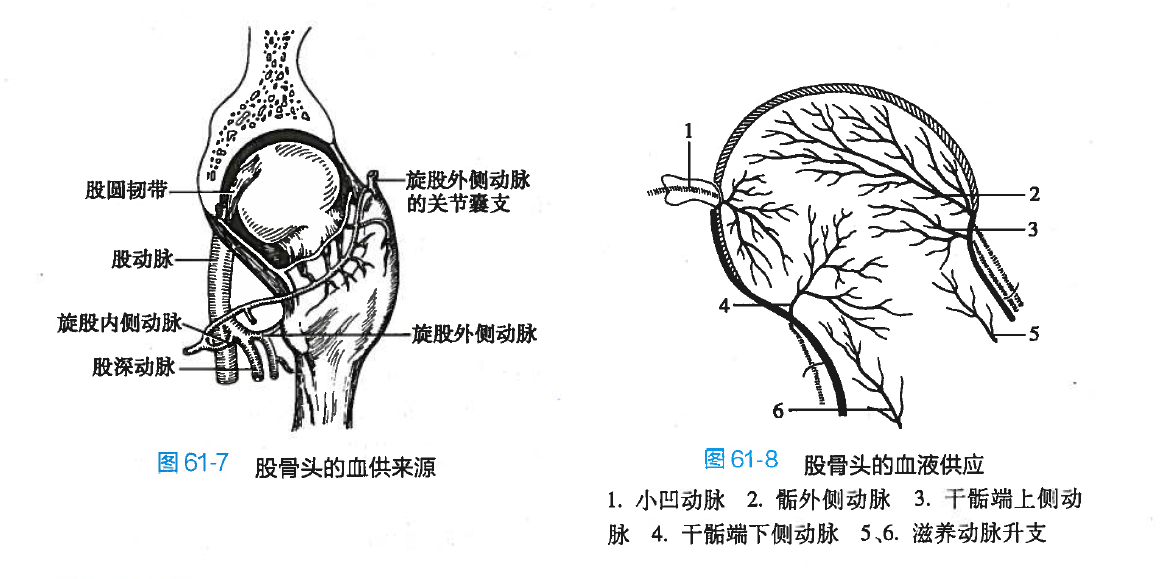 股圆韧带
股动脉
旋股内侧动脉
股深动脉
旋股外侧动脉
的关节囊支
旋股外侧动脉
图 61-7 股骨头的血供来源
1
2
3
4
5
6
图 61-8 股骨头的血液供应
1. 小凹动脉 2. 骺外侧动脉 3. 干骺端上侧动
脉 4. 干骺端下侧动脉 5、6. 滋养动脉升支